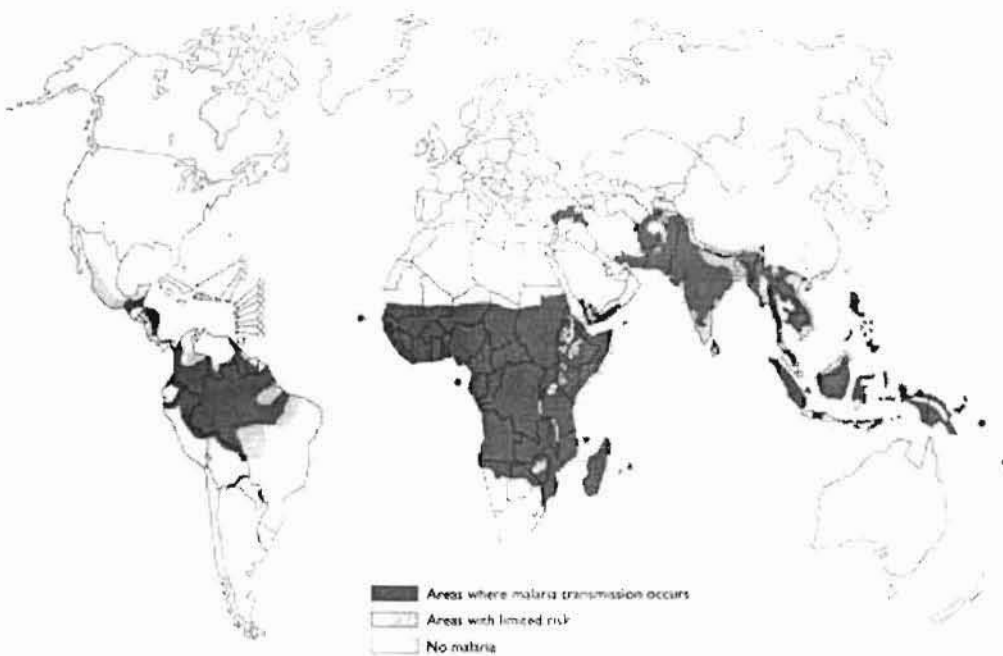 Areas where malaria transmission occurs
Areas with limited risk
No malaria